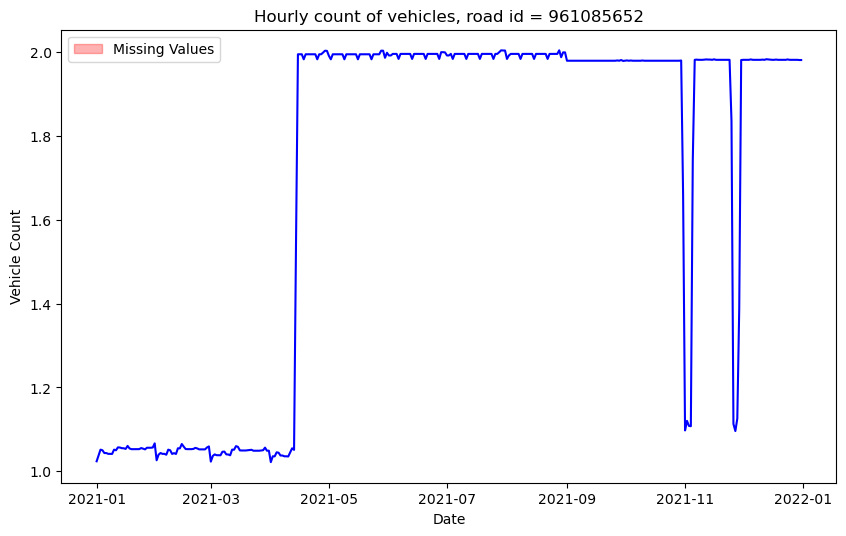 Hourly count of vehicles, road id = 961085652
Missing Values
Vehicle Count
2.0
1.8
1.6
1.4
1.2
1.0
2021-01 2021-03 2021-05 2021-07 2021-09 2021-11 2022-01
Date